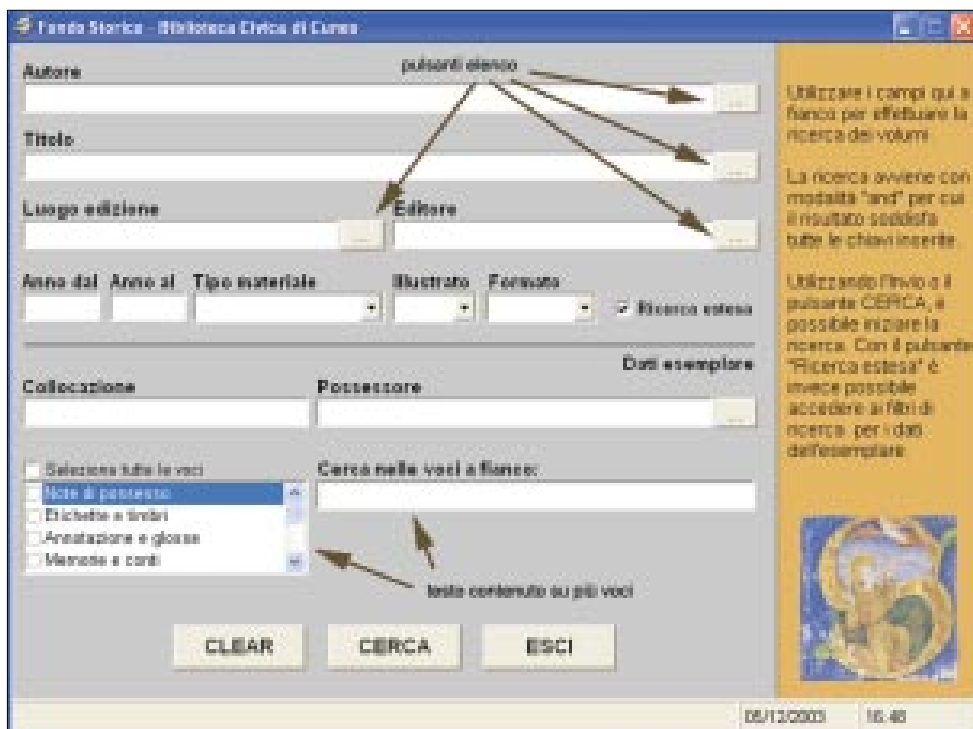 Fondo Storico - Biblioteca Civica di Cuneo
pulsanti elenco
Autore
...
Titolo
...
Luogo edizione Editore
... ...
Anno dal Anno al Tipo materiale Illustrato Formato
Ricerca estesa
Dati esemplare
Collocazione Possessore
...
Seleziona tutte le voci
Note di possesso
Etichette e timbri
Annotazione e glosse
Memorie e conti
Cerca nelle voci a fianco:
testo contenuto su più voci
CLEAR CERCA ESCI
Utilizzare i campi qui a
fianco per effettuare la
ricerca dei volumi.
La ricerca avviene con
modalità "and" per cui
il risultato soddisfa
tutte le chiavi inserite.
Utilizzando l'invio o il
pulsante CERCA, è
possibile iniziare la
ricerca. Con il pulsante
"Ricerca estesa" è
invece possibile
accedere ai filtri di
ricerca per i dati
dell'esemplare.
05/12/2003 16.48